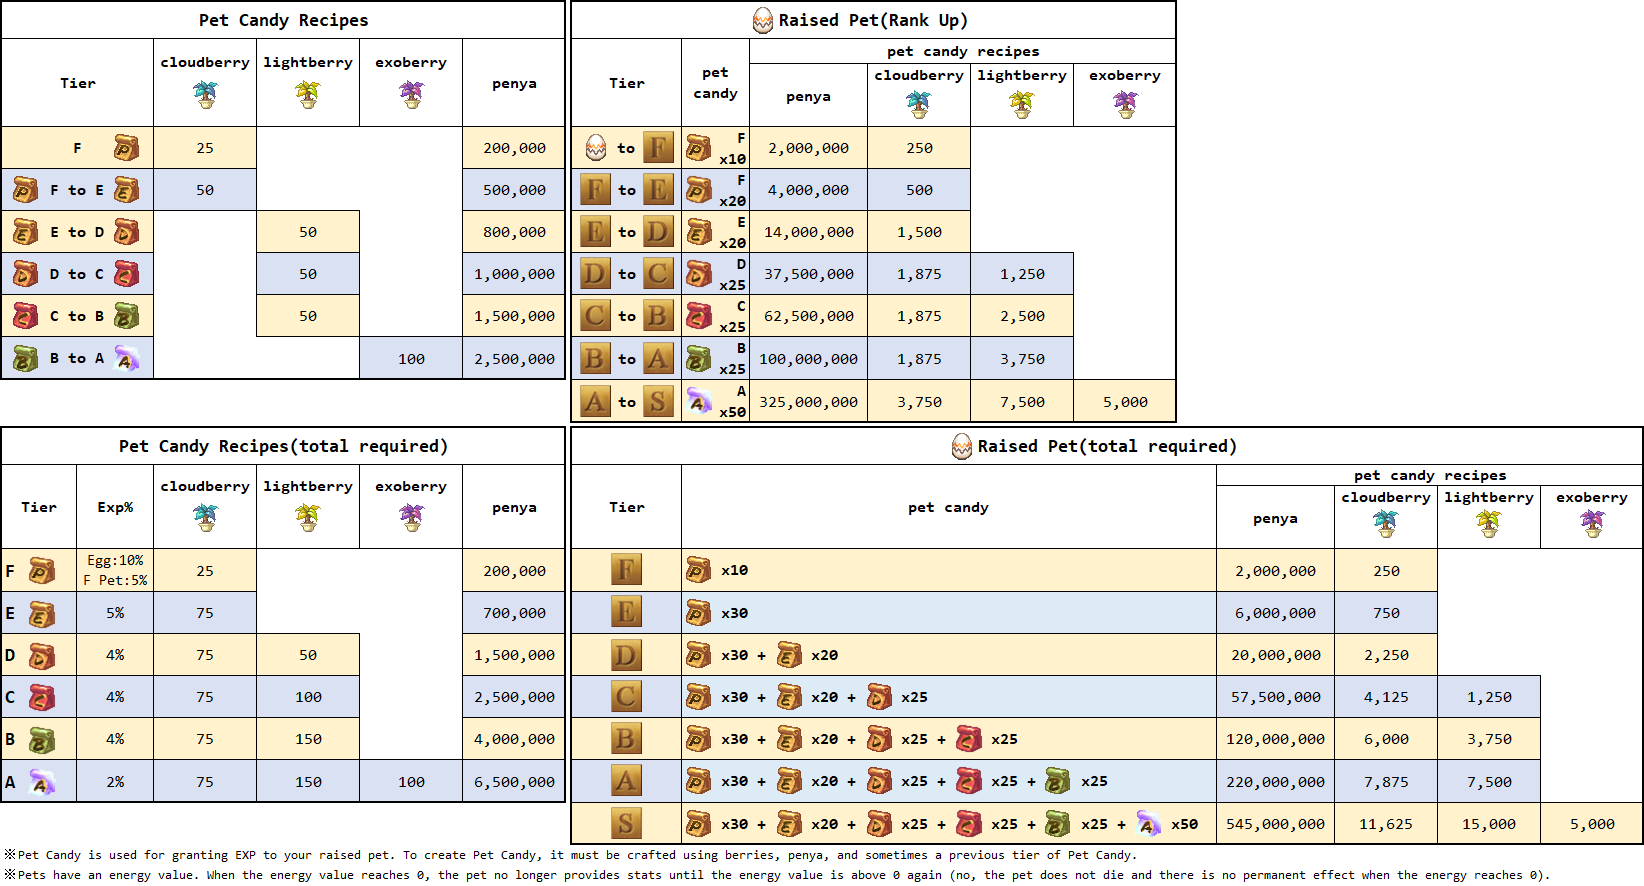 Pet Candy Recipes
Tier cloudberry lightberry exoberry penya
F P 25 200,000
P F to E E 50 500,000
E E to D D 50 800,000
D D to C C 50 1,000,000
C C to B B 50 1,500,000
B B to A A 100 2,500,000
Raised Pet(Rank Up)
Tier pet candy pet candy recipes
penya cloudberry lightberry exoberry
to F P F x10 2,000,000 250
F to E P F x20 4,000,000 500
E to D E E x20 14,000,000 1,500
D to C D D x25 37,500,000 1,875 1,250
C to B C C x25 62,500,000 1,875 2,500
B to A B B x25 100,000,000 1,875 3,750
A to S A A x50 325,000,000 3,750 7,500 5,000
Pet Candy Recipes(total required)
Tier Exp% cloudberry lightberry exoberry penya
F P Egg:10% F Pet:5% 25 200,000
E E 5% 75 700,000
D D 4% 75 50 1,500,000
C C 4% 75 100 2,500,000
B B 4% 75 150 4,000,000
A A 2% 75 150 100 6,500,000
Raised Pet(total required)
Tier pet candy pet candy recipes
penya cloudberry lightberry exoberry
F P x10 2,000,000 250
E P x30 6,000,000 750
D P x30 + E x20 20,000,000 2,250
C P x30 + E x20 + D x25 57,500,000 4,125 1,250
B P x30 + E x20 + D x25 + C x25 120,000,000 6,000 3,750
A P x30 + E x20 + D x25 + C x25 + B x25 220,000,000 7,875 7,500
S P x30 + E x20 + D x25 + C x25 + B x25 + A x50 545,000,000 11,625 15,000 5,000
※Pet Candy is used for granting EXP to your raised pet. To create Pet Candy, it must be crafted using berries, penya, and sometimes a previous tier of Pet Candy.
※Pets have an energy value. When the energy value reaches 0, the pet no longer provides stats until the energy value is above 0 again (no, the pet does not die and there is no permanent effect when the energy reaches 0).